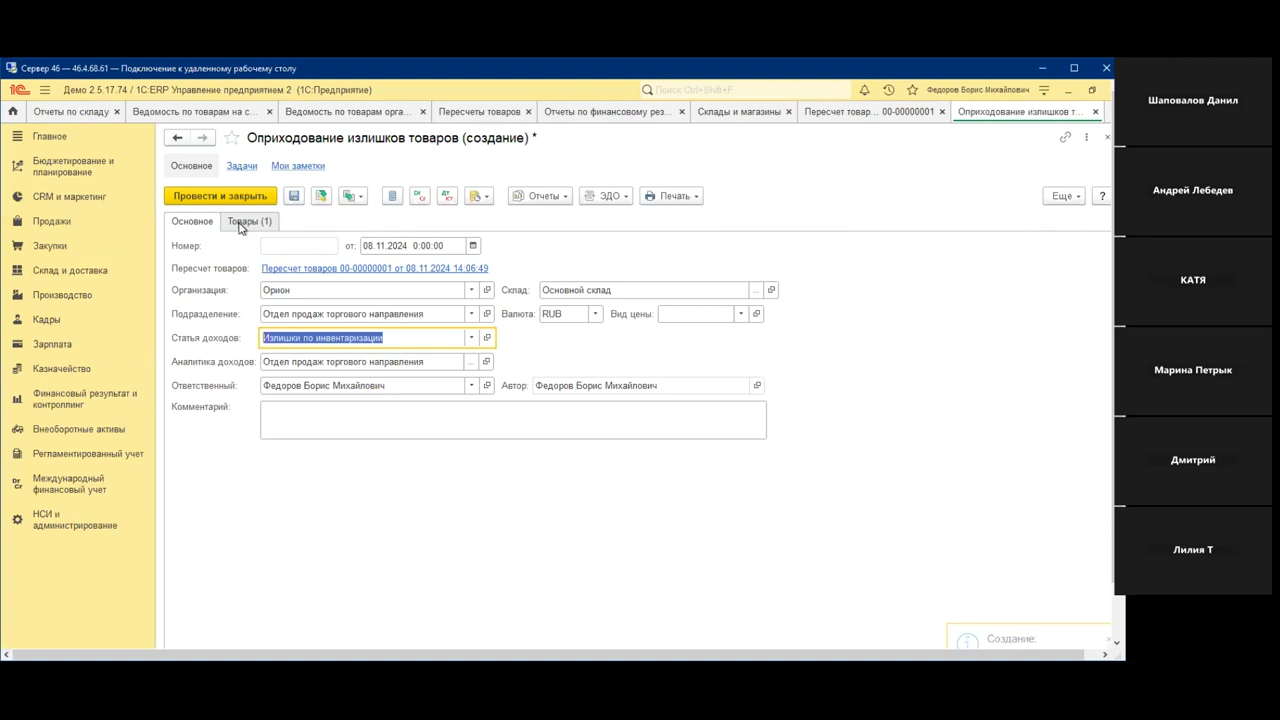 Сервер 46 — 46.4.68.61 — Подключение к удаленному рабочему столу
Демо 2.5.17.74 / 1С:ERP Управление предприятием 2 (1С:Предприятие)
Поиск Ctrl+Shift+F
Федоров Борис Михайлович
Отчеты по складу
Ведомость по товарам на с...
Ведомость по товарам орга...
Пересчеты товаров
Отчеты по финансовому рез...
Склады и магазины
Пересчет товар... 00-00000001
Оприходование излишков т...
Главное
Бюджетирование и
планирование
CRM и маркетинг
Продажи
Закупки
Склад и доставка
Производство
Кадры
Зарплата
Казначейство
Финансовый результат и
контроллинг
Внеоборотные активы
Регламентированный учет
Международный
финансовый учет
НСИ и
администрирование
Оприходование излишков товаров (создание) *
Основное Задачи Мои заметки
Провести и закрыть
Отчеты
ЭДО
Печать
Еще
?
Основное
Товары (1)
Номер: от: 08.11.2024 0:00:00
Пересчет товаров: Пересчет товаров 00-00000001 от 08.11.2024 14:06:49
Организация: Орион Склад: Основной склад
Подразделение: Отдел продаж торгового направления Валюта: RUB Вид цены:
Статья доходов: Излишки по инвентаризации
Аналитика доходов: Отдел продаж торгового направления
Ответственный: Федоров Борис Михайлович Автор: Федоров Борис Михайлович
Комментарий:
Создание:
Шаповалов Данил
Андрей Лебедев
КАТЯ
Марина Петрык
Дмитрий
Лилия Т